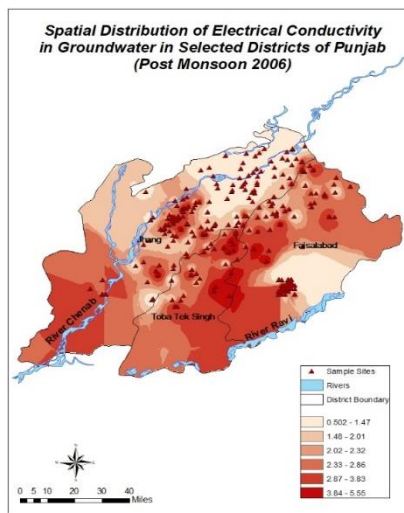 Spatial Distribution of Electrical Conductivity
in Groundwater in Selected Districts of Punjab
(Post Monsoon 2006)
Jhang
Faisalabad
Toba Tek Singh
River Chenab
River Ravi
Sample Sites
Rivers
District Boundary
0.502 - 1.47
1.48 - 2.01
2.02 - 2.32
2.33 - 2.86
2.87 - 3.83
3.84 - 5.55
0 5 10 20 30 40
Miles